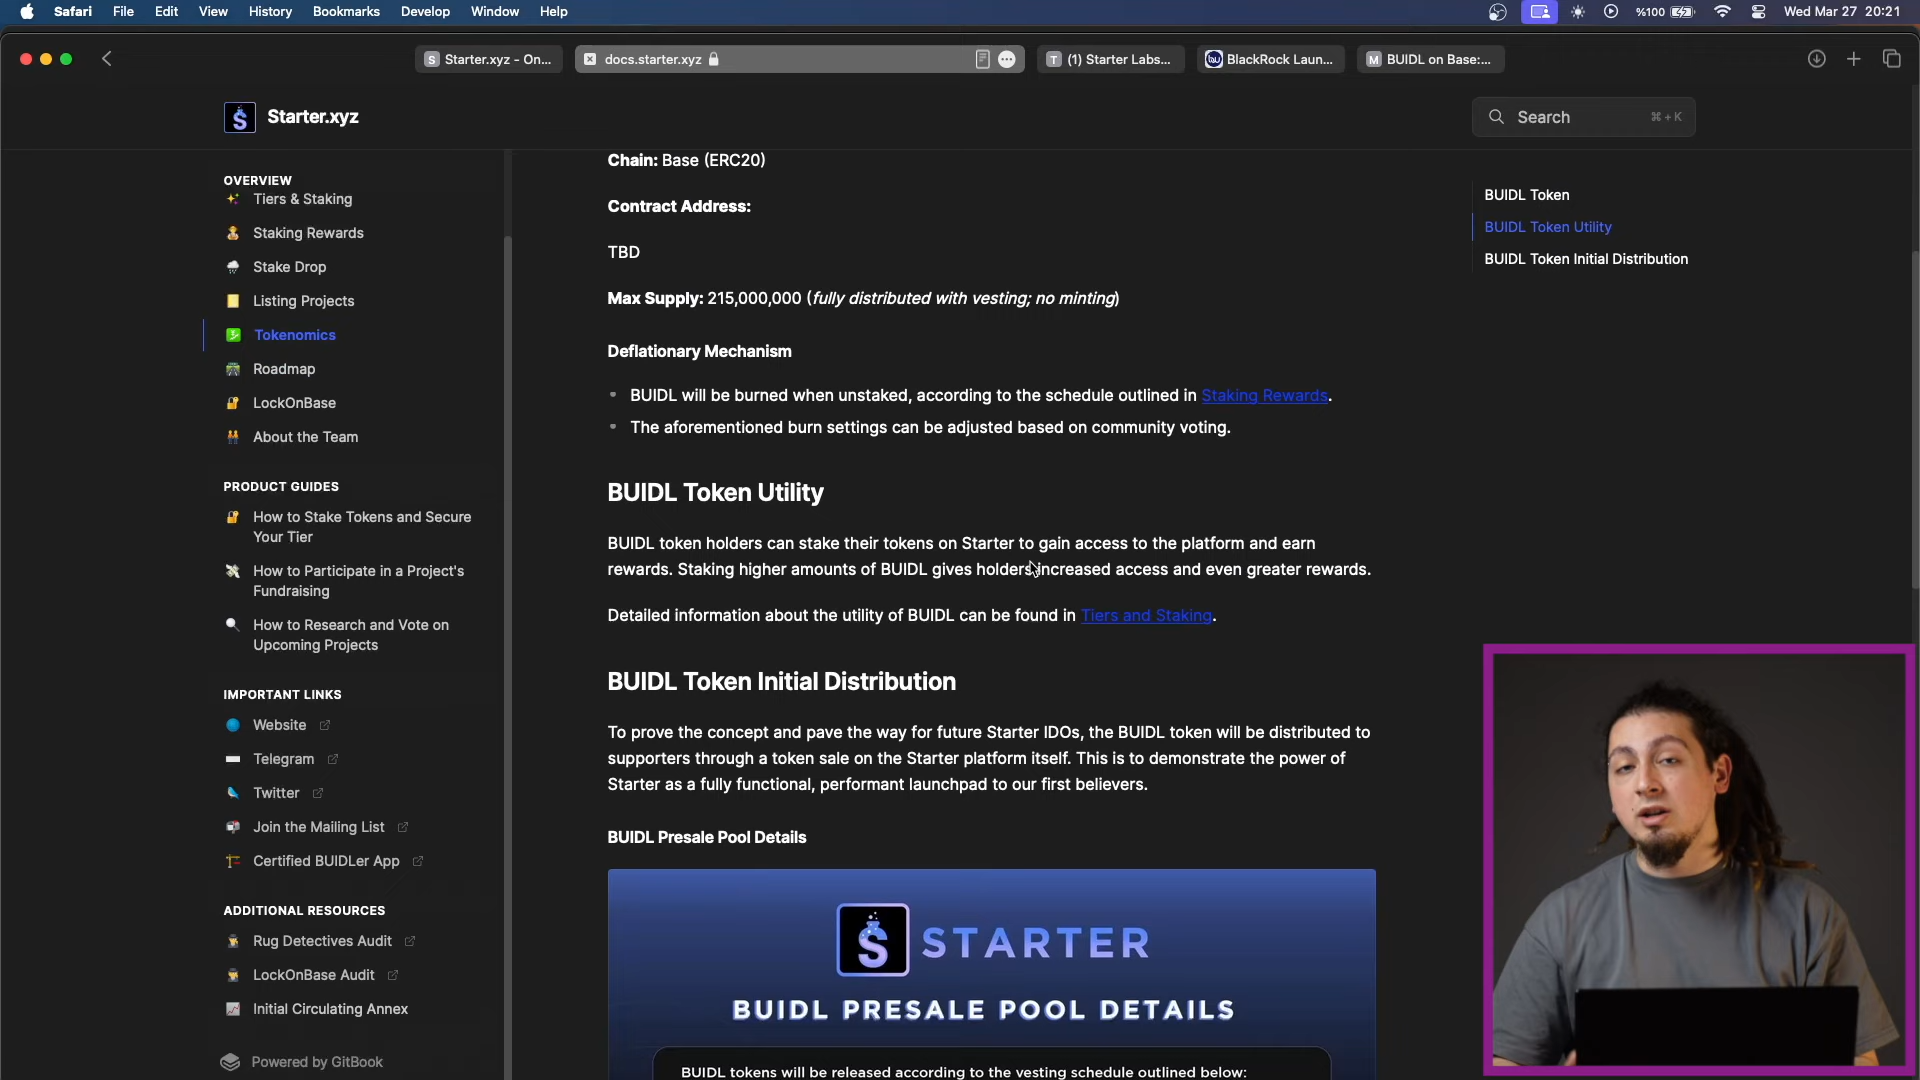 Safari File Edit View History Bookmarks Develop Window Help %100 Wed Mar 27 20:21
S Starter.xyz - On... docs.starter.xyz T (1) Starter Labs... BlackRock Laun... M BUIDL on Base:...
Starter.xyz
Search ⌘ + K
OVERVIEW
Tiers & Staking
Staking Rewards
Stake Drop
Listing Projects
Tokenomics
Roadmap
LockOnBase
About the Team
PRODUCT GUIDES
How to Stake Tokens and Secure
Your Tier
How to Participate in a Project's
Fundraising
How to Research and Vote on
Upcoming Projects
IMPORTANT LINKS
Website
Telegram
Twitter
Join the Mailing List
Certified BUIDLer App
ADDITIONAL RESOURCES
Rug Detectives Audit
LockOnBase Audit
Initial Circulating Annex
Powered by GitBook
Chain: Base (ERC20)
Contract Address:
TBD
Max Supply: 215,000,000 (fully distributed with vesting; no minting)
Deflationary Mechanism
BUIDL will be burned when unstaked, according to the schedule outlined in Staking Rewards.
The aforementioned burn settings can be adjusted based on community voting.
BUIDL Token Utility
BUIDL token holders can stake their tokens on Starter to gain access to the platform and earn
rewards. Staking higher amounts of BUIDL gives holders increased access and even greater rewards.
Detailed information about the utility of BUIDL can be found in Tiers and Staking.
BUIDL Token Initial Distribution
To prove the concept and pave the way for future Starter IDOs, the BUIDL token will be distributed to
supporters through a token sale on the Starter platform itself. This is to demonstrate the power of
Starter as a fully functional, performant launchpad to our first believers.
BUIDL Presale Pool Details
S STARTER
BUIDL PRESALE POOL DETAILS
BUIDL tokens will be released according to the vesting schedule outlined below:
BUIDL Token
BUIDL Token Utility
BUIDL Token Initial Distribution